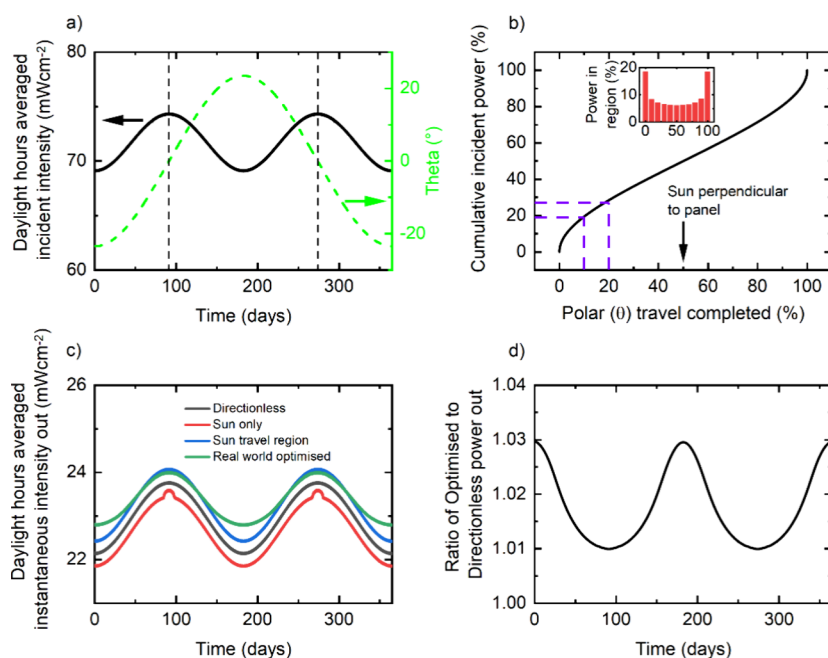 a)
Daylight hours averaged
incident intensity (mWcm-2)
80
70
60
0
100
200
300
Time (days)
20
0
-20
Theta (°)
b)
Cumulative incident power (%)
100
80
60
40
20
0
0
20
40
60
80
100
Polar (θ) travel completed (%)
Power in
region (%)
20
10
0
0
50
100
Sun perpendicular
to panel
c)
Daylight hours averaged
instantaneous intensity out (mWcm-2)
26
24
22
0
100
200
300
Time (days)
Directionless
Sun only
Sun travel region
Real world optimised
d)
Ratio of Optimised to
Directionless power out
1.04
1.03
1.02
1.01
1.00
0
100
200
300
Time (days)